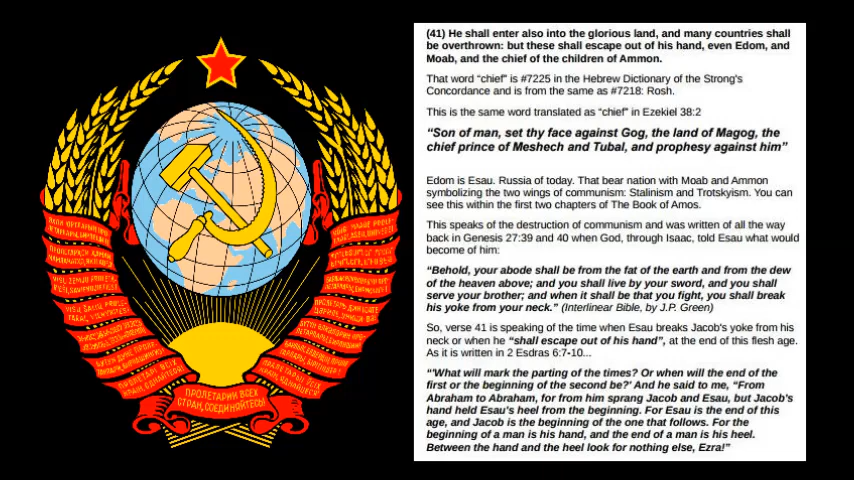 ПРОЛЕТАРИИ ВСЕХ
СТРАН, СОЕДИНЯЙТЕСЬ!
(41) He shall enter also into the glorious land, and many countries shall
be overthrown: but these shall escape out of his hand, even Edom, and
Moab, and the chief of the children of Ammon.
That word “chief” is #7225 in the Hebrew Dictionary of the Strong's
Concordance and is from the same as #7218: Rosh.
This is the same word translated as “chief” in Ezekiel 38:2
“Son of man, set thy face against Gog, the land of Magog, the
chief prince of Meshech and Tubal, and prophesy against him”
Edom is Esau. Russia of today. That bear nation with Moab and Ammon
symbolizing the two wings of communism: Stalinism and Trotskyism. You can
see this within the first two chapters of The Book of Amos.
This speaks of the destruction of communism and was written of all the way
back in Genesis 27:39 and 40 when God, through Isaac, told Esau what would
become of him:
“Behold, your abode shall be from the fat of the earth and from the dew
of the heaven above; and you shall live by your sword, and you shall
serve your brother; and when it shall be that you fight, you shall break
his yoke from your neck.” (Interlinear Bible, by J.P. Green)
So, verse 41 is speaking of the time when Esau breaks Jacob's yoke from his
neck or when he “shall escape out of his hand”, at the end of this flesh age.
As it is written in 2 Esdras 6:7-10...
“‘What will mark the parting of the times? Or when will the end of the
first or the beginning of the second be?’ And he said to me, “From
Abraham to Abraham, for from him sprang Jacob and Esau, but Jacob's
hand held Esau's heel from the beginning. For Esau is the end of this
age, and Jacob is the beginning of the one that follows. For the
beginning of a man is his hand, and the end of a man is his heel.
Between the hand and the heel look for nothing else, Ezra!”